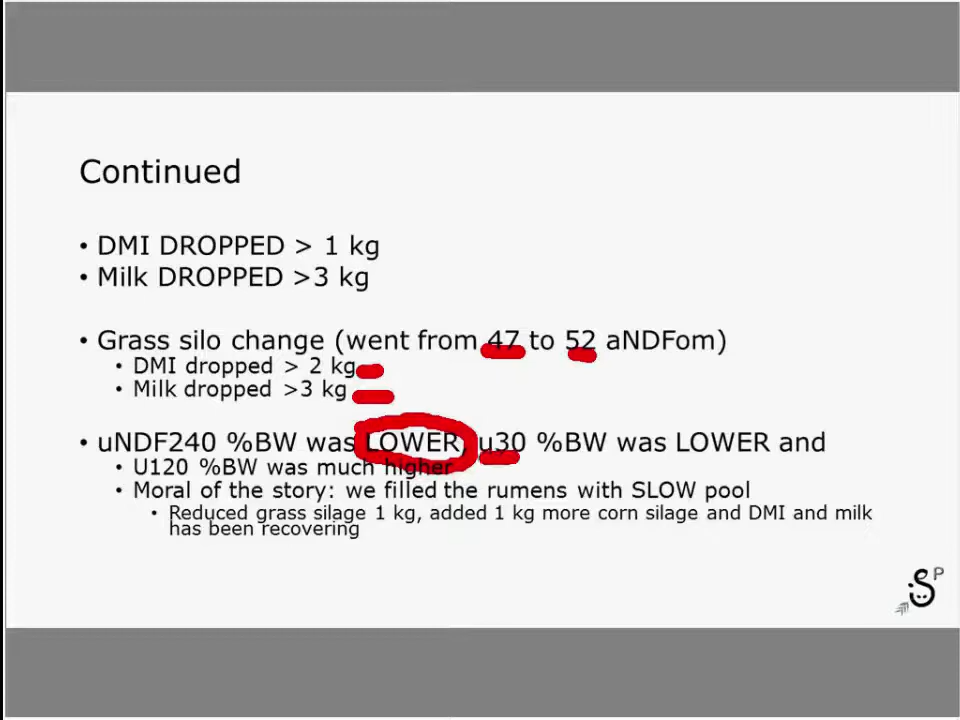 Continued
• DMI DROPPED > 1 kg
• Milk DROPPED >3 kg
• Grass silo change (went from 47 to 52 aNDFom)
• DMI dropped > 2 kg
• Milk dropped >3 kg
• uNDF240 %BW was LOWER, u30 %BW was LOWER and
• U120 %BW was much higher
• Moral of the story: we filled the rumens with SLOW pool
• Reduced grass silage 1 kg, added 1 kg more corn silage and DMI and milk
has been recovering
S P